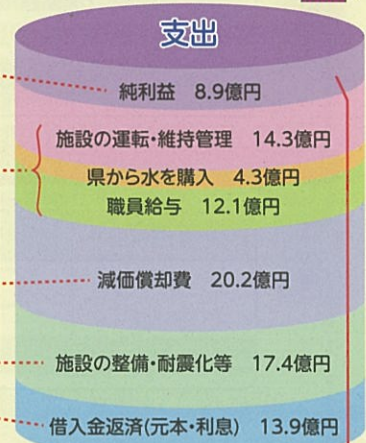 支出
純利益 8.9億円
施設の運転・維持管理 14.3億円
県から水を購入 4.3億円
職員給与 12.1億円
減価償却費 20.2億円
施設の整備・耐震化等 17.4億円
借入金返済(元本・利息) 13.9億円